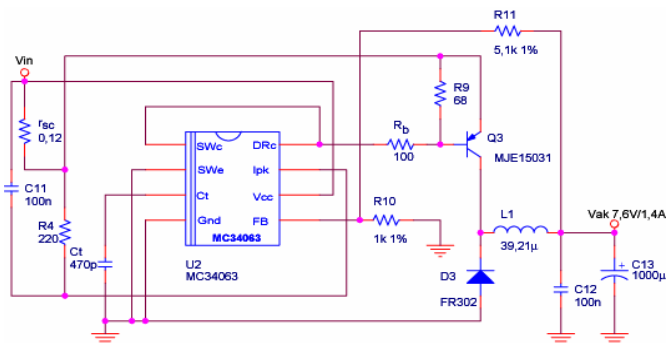 R11
5,1k 1%
Vin
R9
68
rsc
0,12
SWc
DRc
Rb
100
Q3
MJE15031
SWe
Ipk
C11
100n
Ct
Vcc
R10
1k 1%
L1
39,21µ
Vak 7,6V/1,4A
R4
220
Gnd
FB
MC34063
Ct
470p
U2
MC34063
D3
FR302
C12
100n
+
C13
1000µ